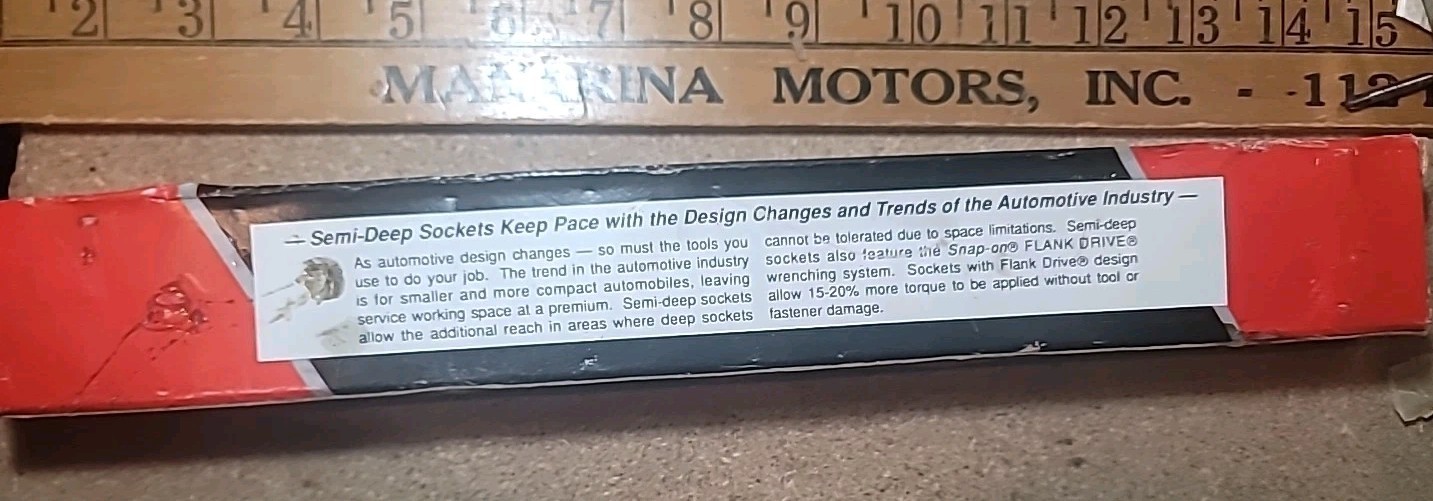 2 3 4 5 6 7 8 9 10 11 12 13 14 15
MOTORS, INC. -
— Semi-Deep Sockets Keep Pace with the Design Changes and Trends of the Automotive Industry —
As automotive design changes — so must the tools you
use to do your job. The trend in the automotive industry
is for smaller and more compact automobiles, leaving
service working space at a premium. Semi-deep sockets
allow the additional reach in areas where deep sockets
cannot be tolerated due to space limitations. Semi-deep
sockets also feature the Snap-on® FLANK DRIVE®
wrenching system. Sockets with Flank Drive® design
allow 15-20% more torque to be applied without tool or
fastener damage.